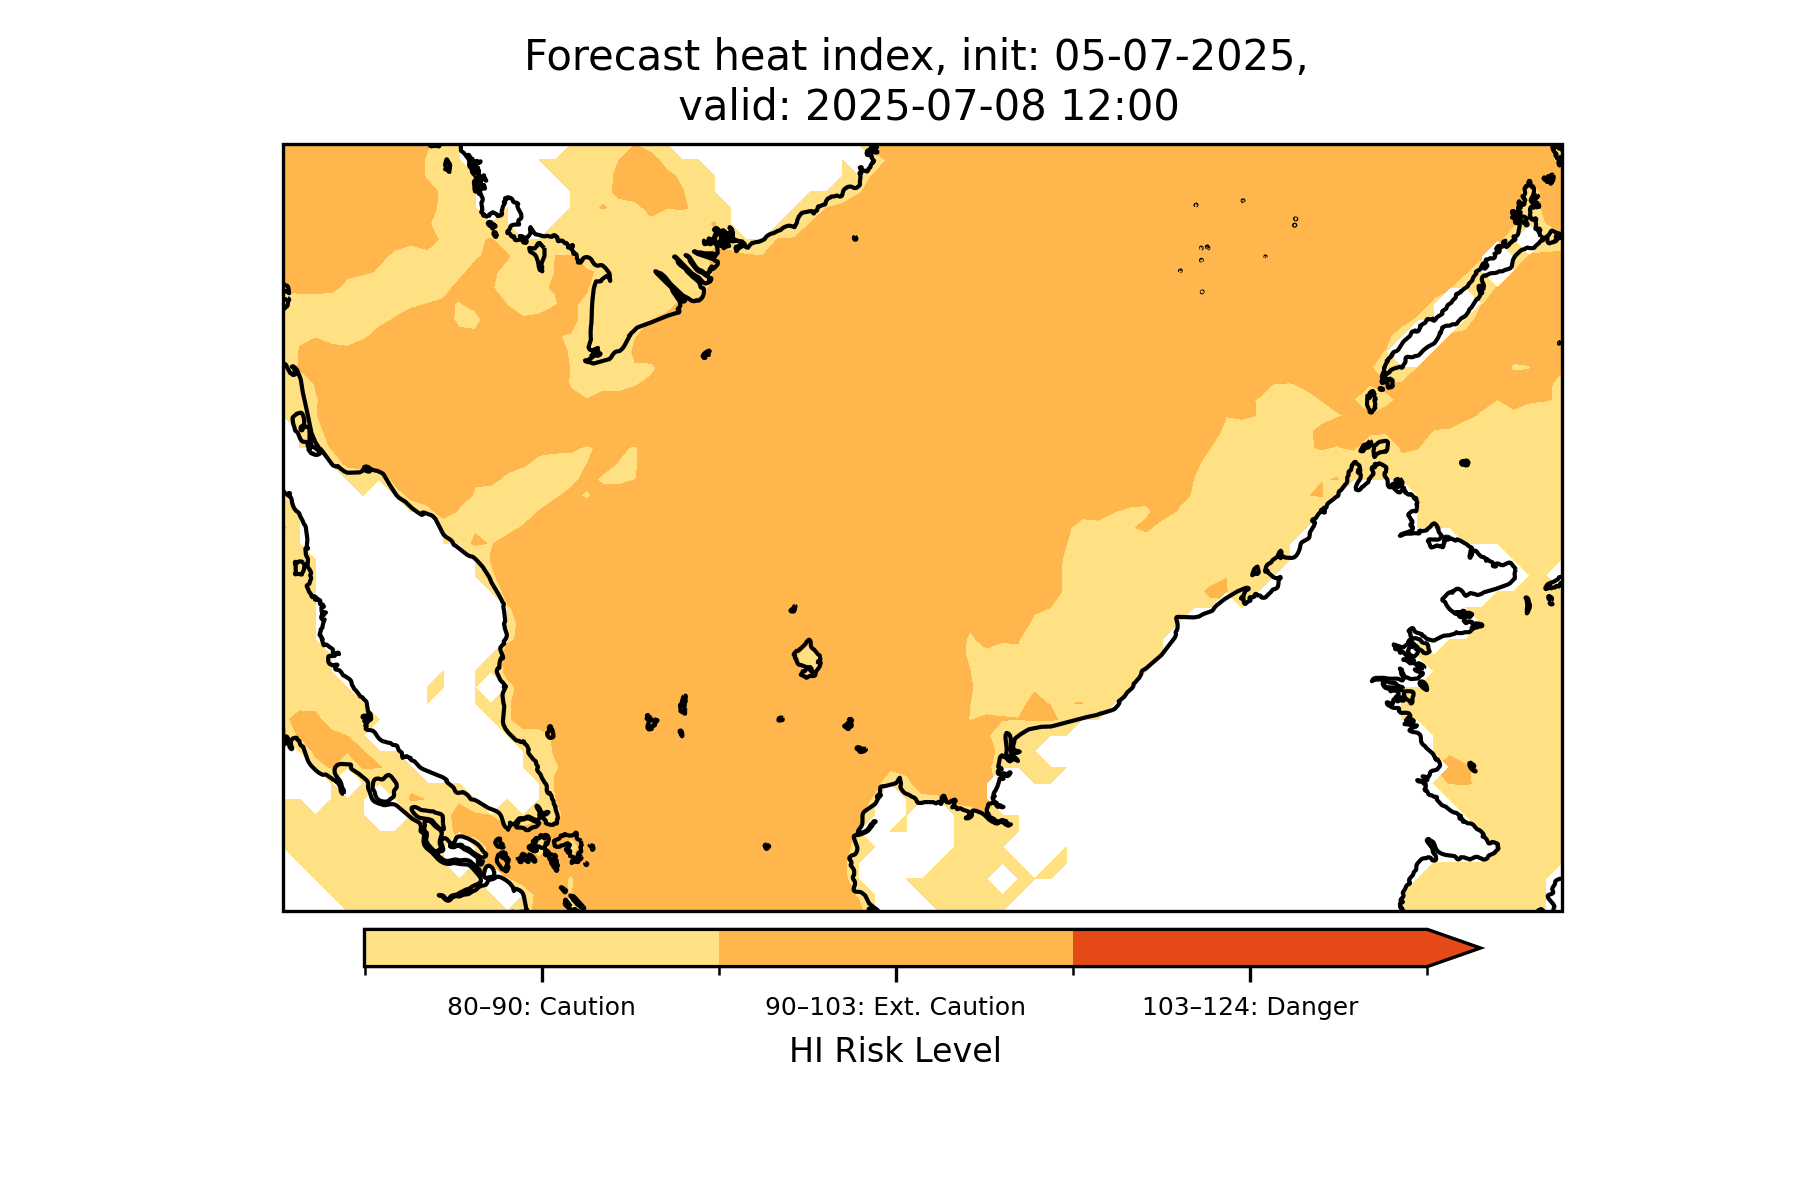 Forecast heat index, init: 05-07-2025,
valid: 2025-07-08 12:00
80–90: Caution
90–103: Ext. Caution
103–124: Danger
HI Risk Level